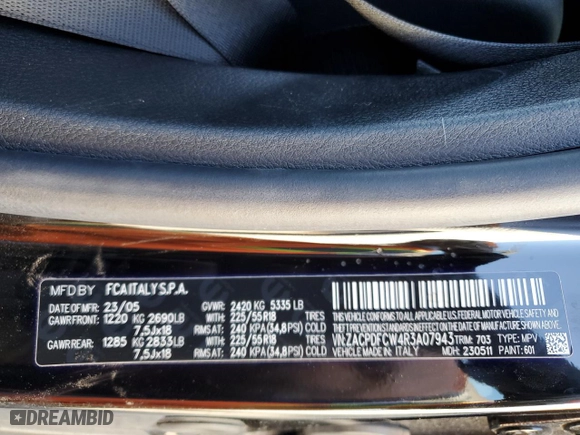 MFD BY FCA ITALY S.P.A.
DATE OF MFR 23/05 GVWR: 2420 KG 5335 LB
GAWR FRONT: 1220 KG 2690 LB WITH 225/55R18 TIRES
7,5Jx18 RIMS AT 240 KPA (34,8 PSI) COLD
GAWR REAR: 1285 KG 2833 LB WITH 225/55R18 TIRES
7,5Jx18 RIMS AT 240 KPA (34,8 PSI) COLD
THIS VEHICLE CONFORMS TO ALL APPLICABLE U.S.A. FEDERAL MOTOR VEHICLE SAFETY, BUMPER, AND THEFT PREVENTION STANDARDS IN EFFECT ON THE DATE OF MANUFACTURE SHOWN ABOVE
VIN: ZACPDFCW4R3A07943 TRIM: 703 TYPE: MPV
VEHICLE MADE IN: ITALY MDH: 230511 PAINT: 601
DREAMBID
DREAMBID